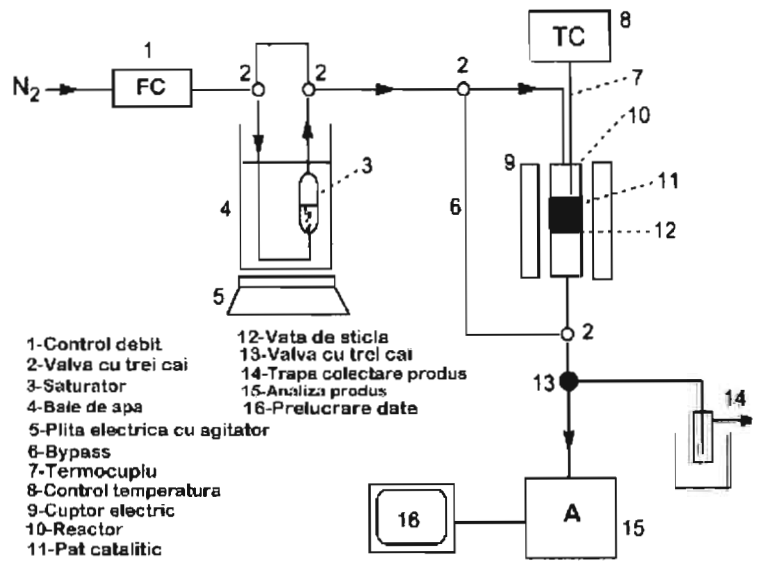 1
8
TC
N2
FC
2
2
2
7
10
3
9
11
4
6
12
5
2
13
14
A
16
15
1-Control debit
2-Valva cu trei cai
3-Saturator
4-Baie de apa
5-Plita electrica cu agitator
6-Bypass
7-Termocuplu
8-Control temperatura
9-Cuptor electric
10-Reactor
11-Pat catalitic
12-Vata de sticla
13-Valva cu trei cai
14-Trapa colectare produs
15-Analiza produs
16-Prelucrare date